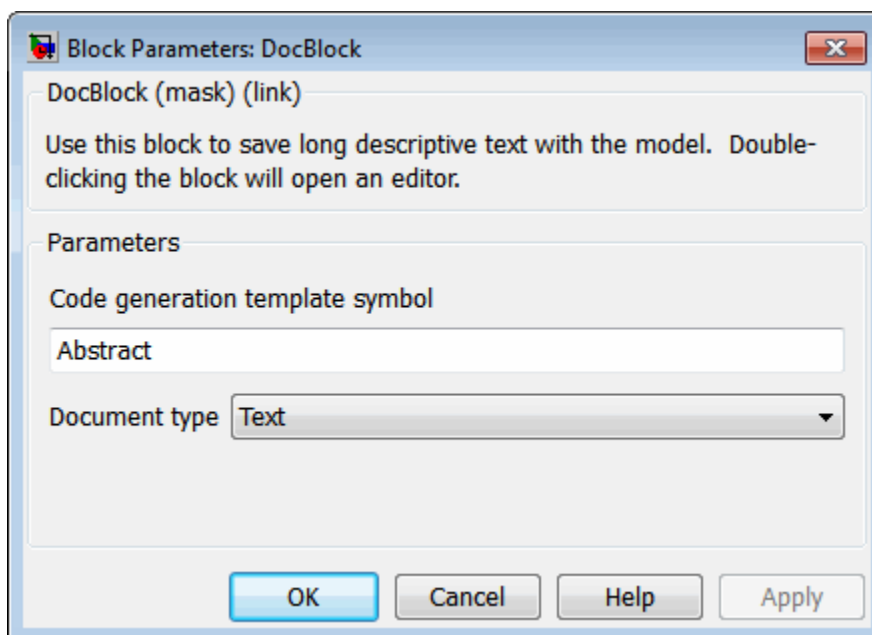 Block Parameters: DocBlock
DocBlock (mask) (link)
Use this block to save long descriptive text with the model.  Double-
clicking the block will open an editor.
Parameters
Code generation template symbol
Abstract
Document type Text
OK Cancel Help Apply